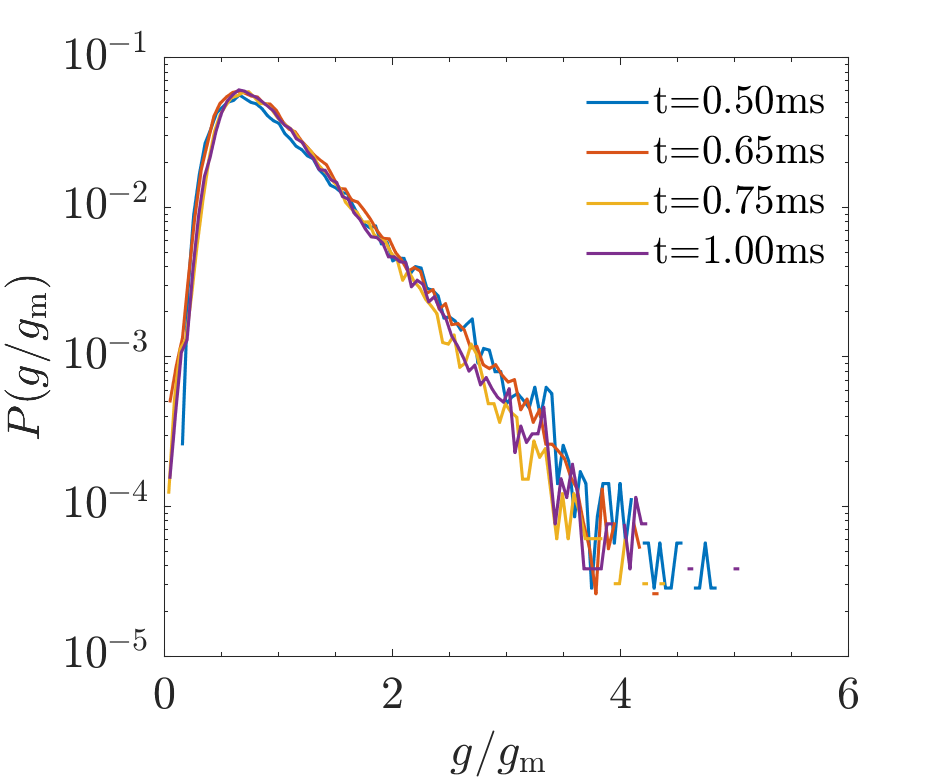 10^{-1}
t=0.50ms
t=0.65ms
t=0.75ms
t=1.00ms
10^{-2}
10^{-3}
10^{-4}
10^{-5}
P(g/g_m)
0 2 4 6
g/g_m